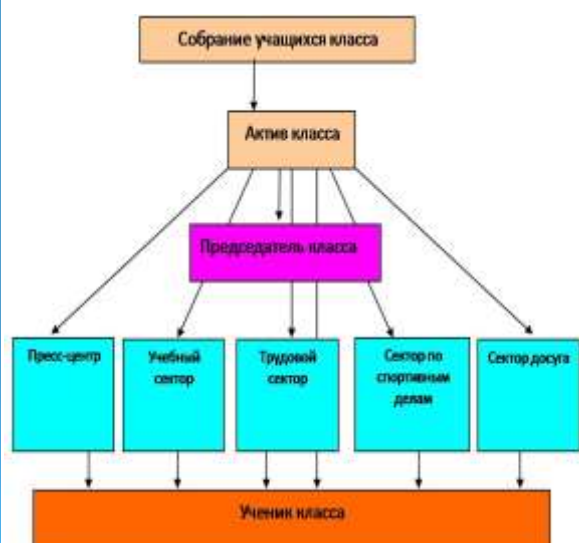 Собрание учащихся класса
Актив класса
Председатель класса
Пресс-центр
Учебный
сектор
Трудовой
сектор
Сектор по
спортивным
делам
Сектор досуга
Ученик класса